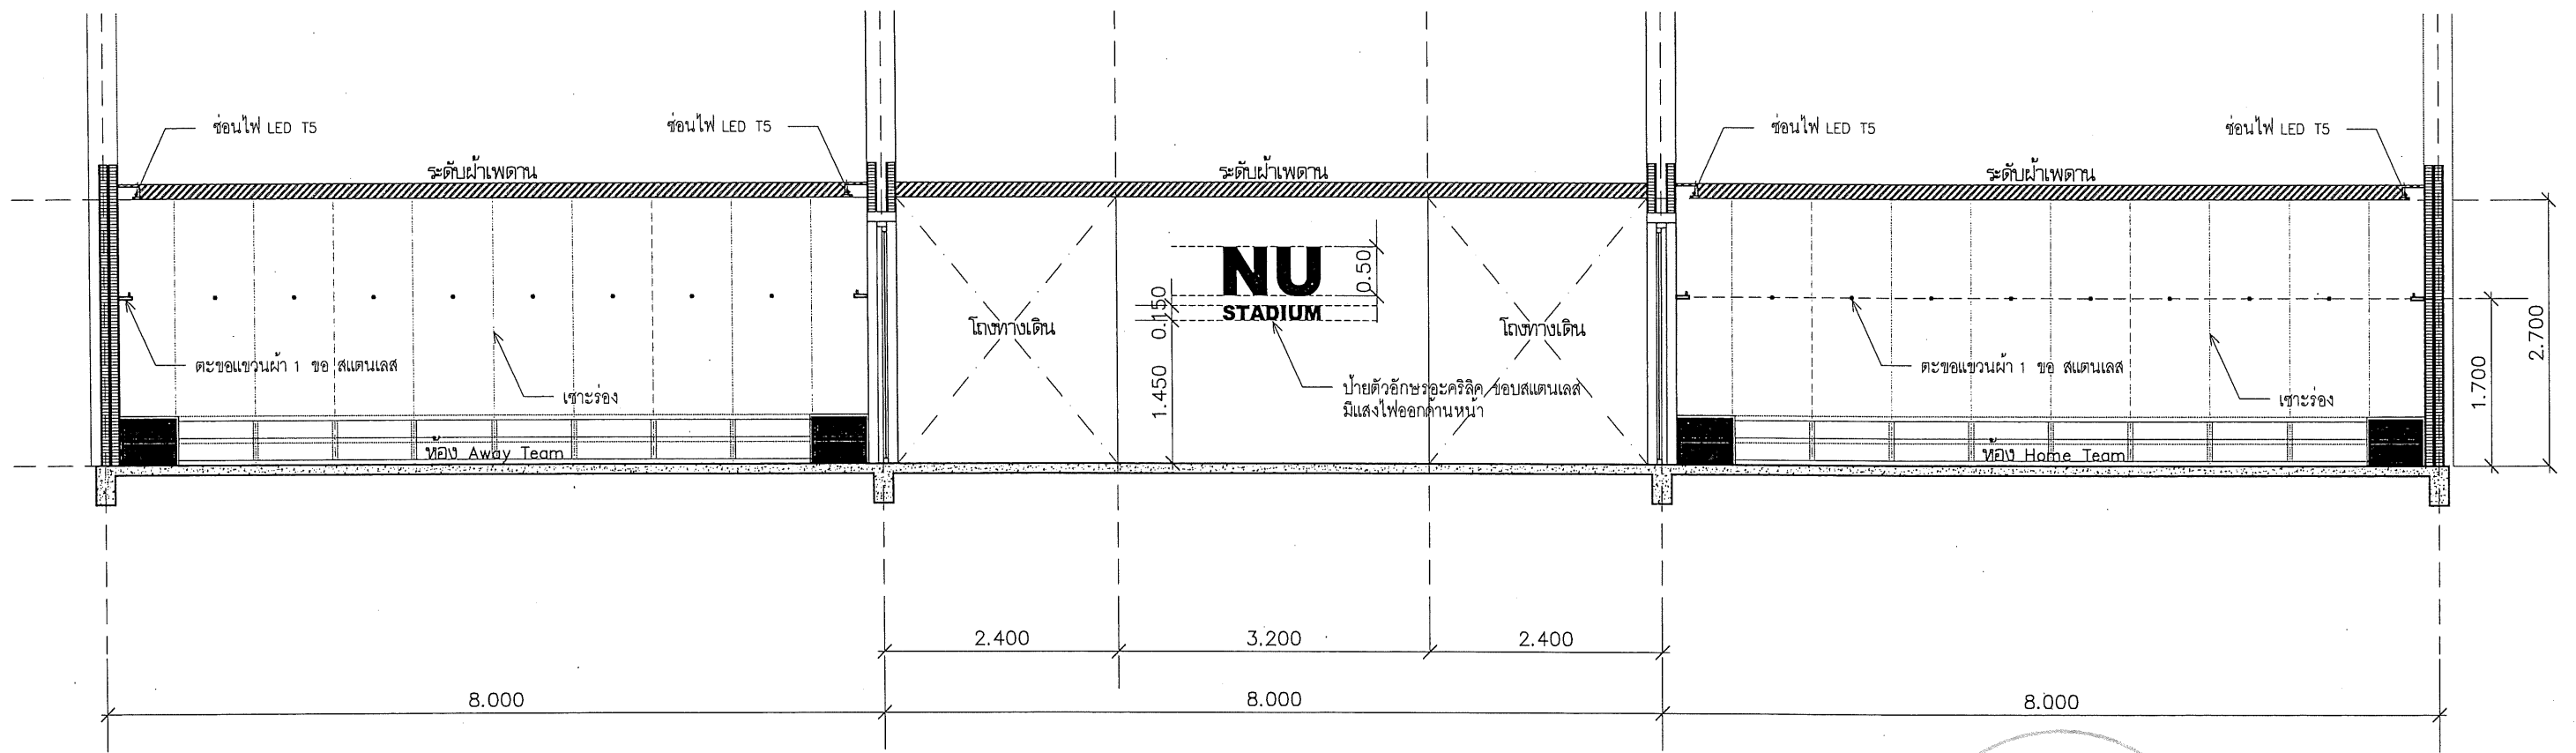 ซ่อนไฟ LED T5
ซ่อนไฟ LED T5
ซ่อนไฟ LED T5
ซ่อนไฟ LED T5
ระดับฝ้าเพดาน
ระดับฝ้าเพดาน
ระดับฝ้าเพดาน
NU
STADIUM
0.50
0.150
1.450
โถงทางเดิน
โถงทางเดิน
ตะขอแขวนผ้า 1 ขอ สแตนเลส
เซาะร่อง
ป้ายตัวอักษรอะคริลิค ขอบสแตนเลส
มีแสงไฟออกด้านหน้า
ตะขอแขวนผ้า 1 ขอ สแตนเลส
เซาะร่อง
1.700
2.700
ห้อง Away Team
ห้อง Home Team
2.400
3.200
2.400
8.000
8.000
8.000